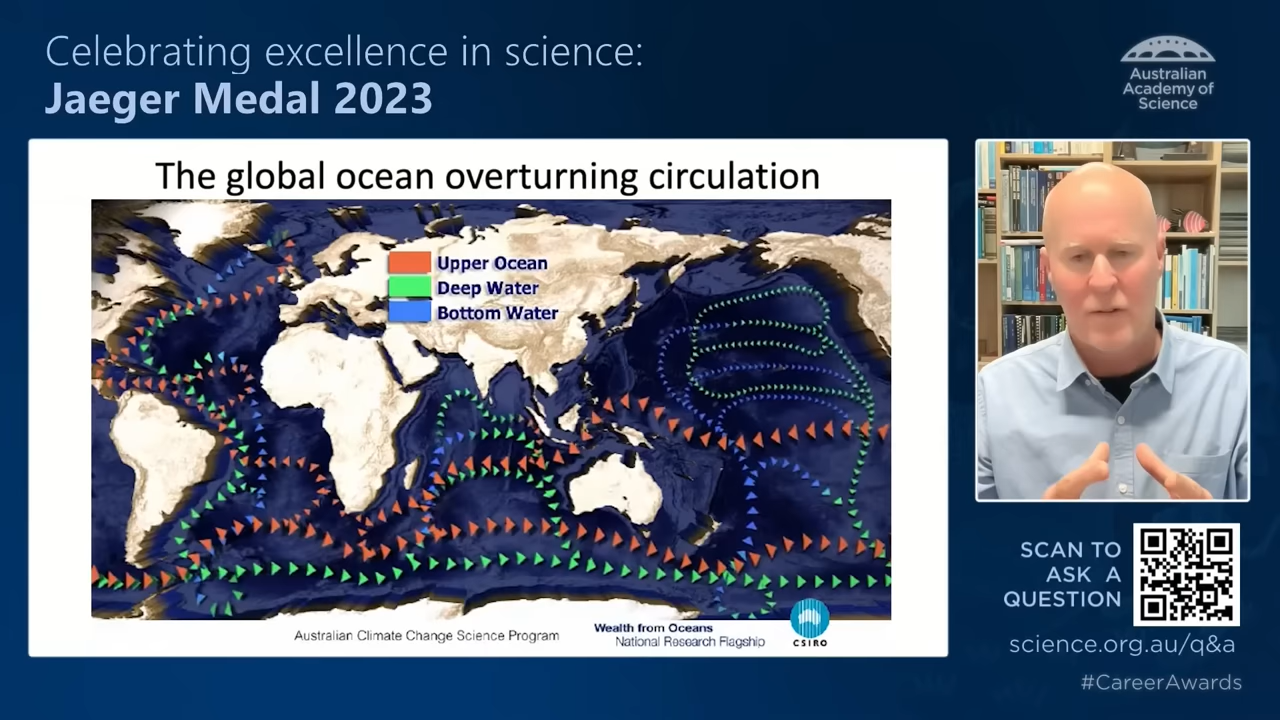 Celebrating excellence in science:
Jaeger Medal 2023
Australian
Academy of
Science
The global ocean overturning circulation
Upper Ocean
Deep Water
Bottom Water
Australian Climate Change Science Program
Wealth from Oceans
National Research Flagship
CSIRO
SCAN TO
ASK A
QUESTION
science.org.au/q&a
#CareerAwards